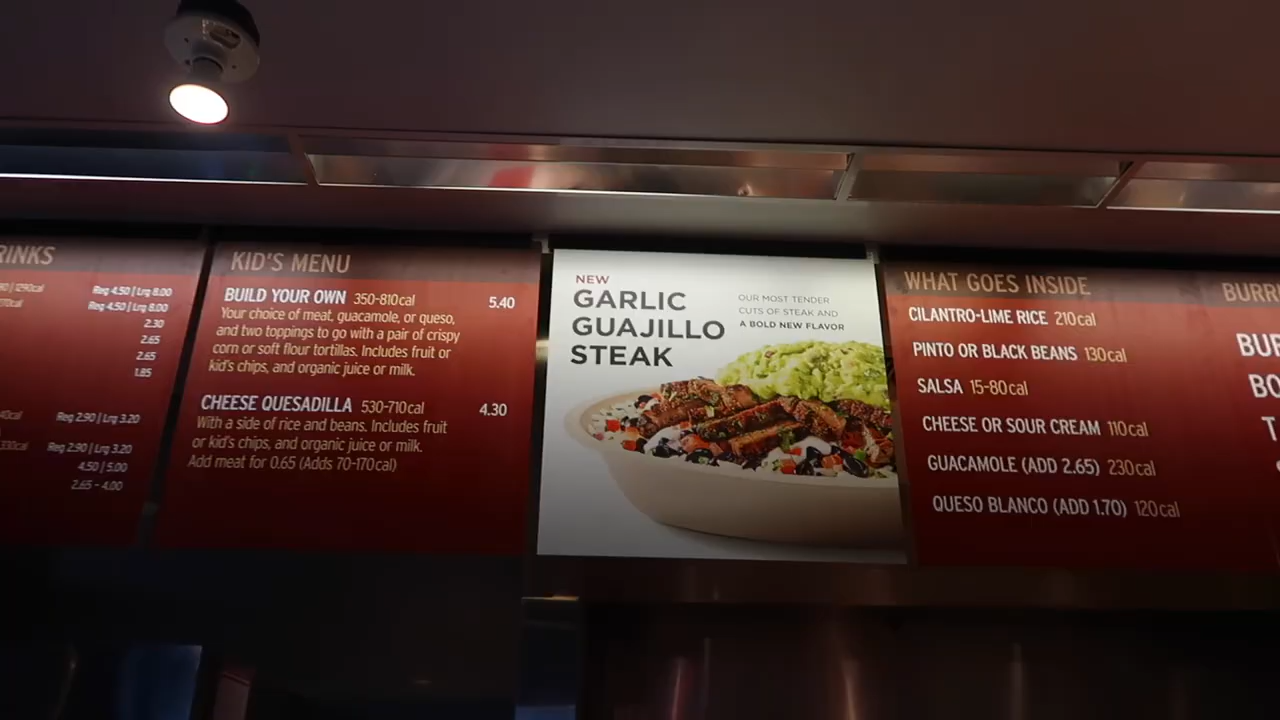 Reg 4.50 | Lrg 8.00
Reg 4.50 | Lrg 8.00
2.30
2.65
2.65
1.85
Reg 2.90 | Lrg 3.20
Reg 2.90 | Lrg 3.20
4.50 | 5.00
2.65 - 4.00
KID'S MENU
BUILD YOUR OWN 350-810cal 5.40
Your choice of meat, guacamole, or queso,
and two toppings to go with a pair of crispy
corn or soft flour tortillas. Includes fruit or
kid's chips, and organic juice or milk.
CHEESE QUESADILLA 530-710cal 4.30
With a side of rice and beans. Includes fruit
or kid's chips, and organic juice or milk.
Add meat for 0.65 (Adds 70-170cal)
NEW
GARLIC
GUAJILLO
STEAK
OUR MOST TENDER
CUTS OF STEAK AND
A BOLD NEW FLAVOR
WHAT GOES INSIDE
CILANTRO-LIME RICE 210cal
PINTO OR BLACK BEANS 130cal
SALSA 15-80cal
CHEESE OR SOUR CREAM 110cal
GUACAMOLE (ADD 2.65) 230cal
QUESO BLANCO (ADD 1.70) 120cal